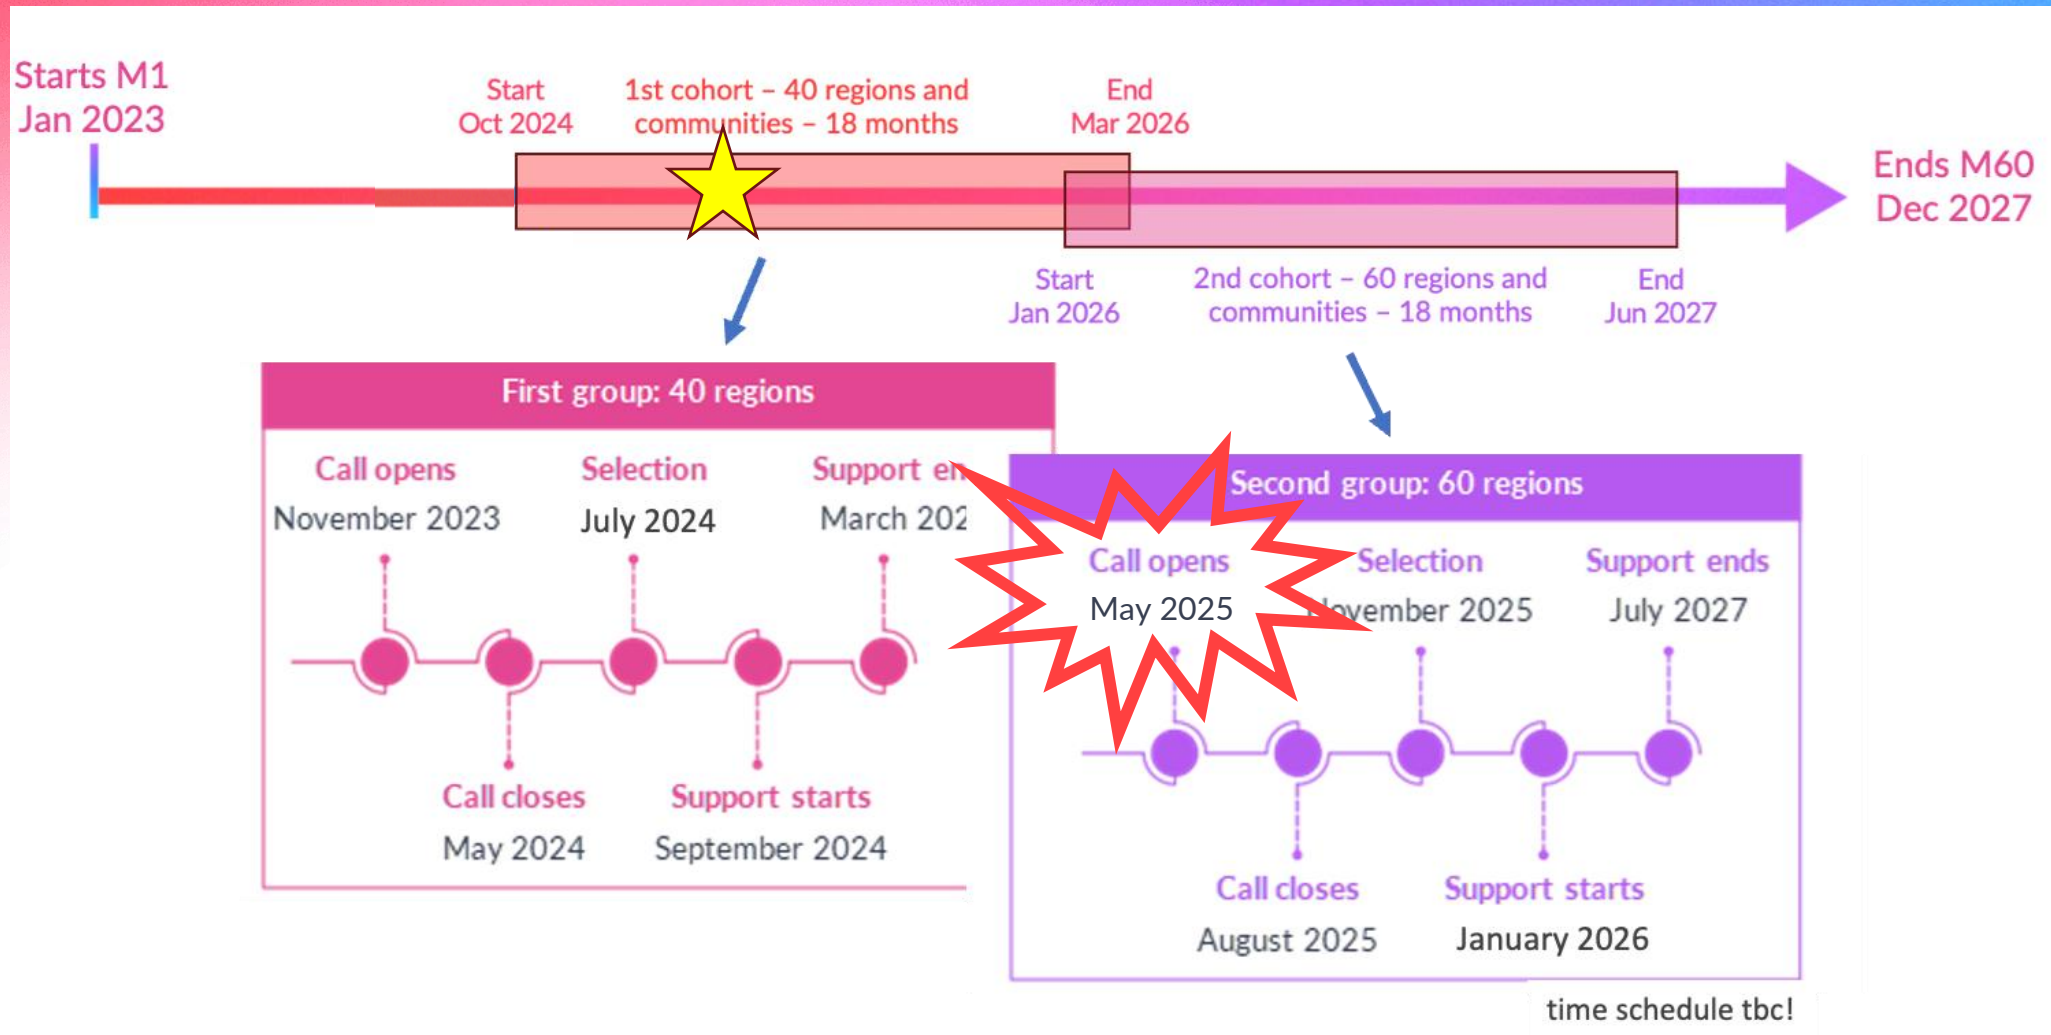 Starts M1
Jan 2023
Start
Oct 2024
1st cohort – 40 regions and
communities – 18 months
End
Mar 2026
Ends M60
Dec 2027
Start
Jan 2026
2nd cohort – 60 regions and
communities – 18 months
End
Jun 2027
First group: 40 regions
Call opens
November 2023
Selection
July 2024
Support
March
Call closes
May 2024
Support starts
September 2024
Second group: 60 regions
Call opens
May 2025
Selection
November 2025
Support ends
July 2027
Call closes
August 2025
Support starts
January 2026
time schedule tbc!